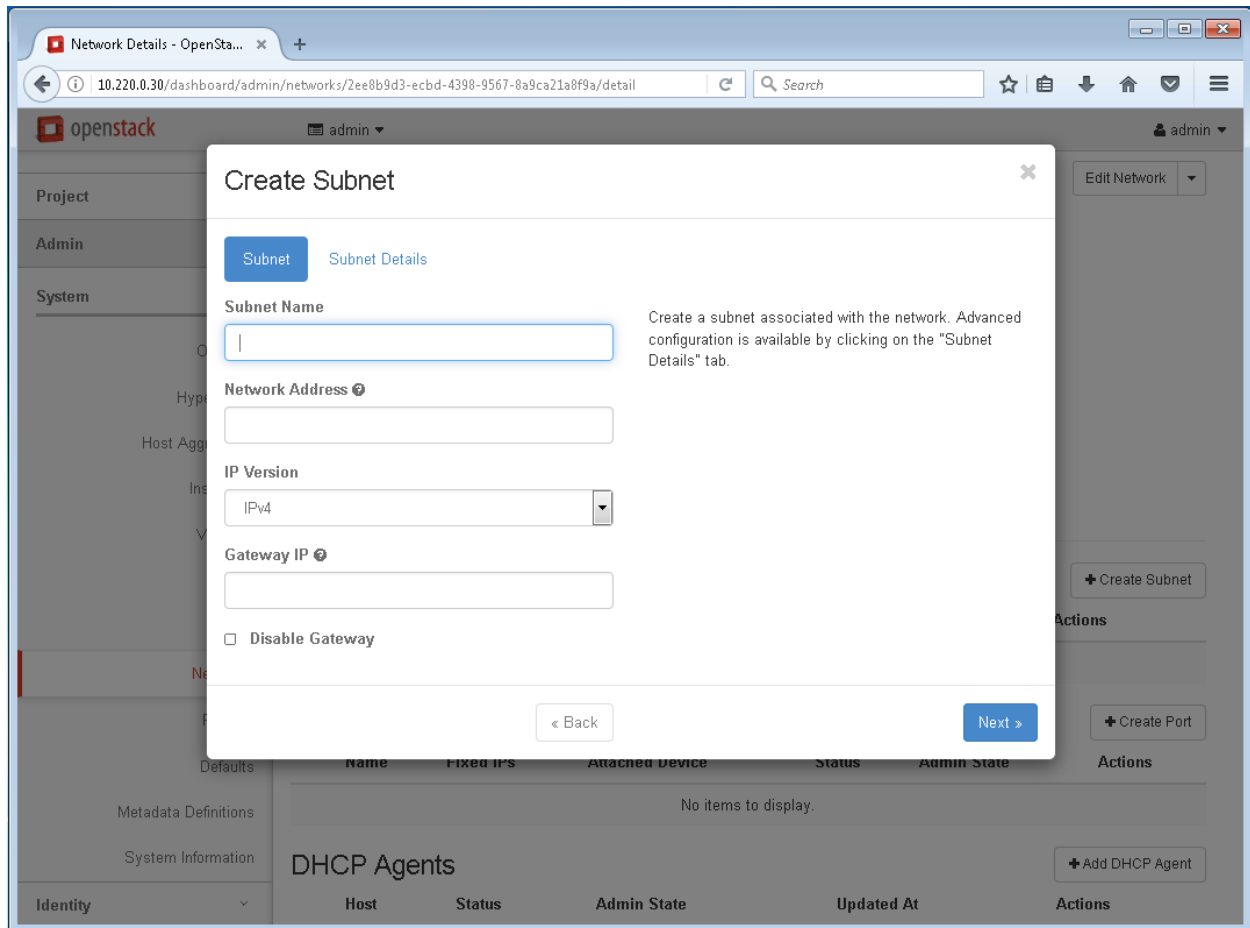 Network Details - OpenSta...
10.220.0.30/dashboard/admin/networks/2ee8b9d3-ecbd-4398-9567-8a9ca21a8f9a/detail
Search
openstack
admin
admin
Edit Network
Project
Admin
System
Create Subnet
Subnet
Subnet Details
Subnet Name
Create a subnet associated with the network. Advanced
configuration is available by clicking on the "Subnet
Details" tab.
Network Address
IP Version
IPv4
Gateway IP
Disable Gateway
« Back
Next »
Create Subnet
Actions
Create Port
Name Fixed IPs Attached Device Status Admin State Actions
No items to display.
Defaults
Metadata Definitions
System Information
DHCP Agents
Add DHCP Agent
Identity
Host Status Admin State Updated At Actions